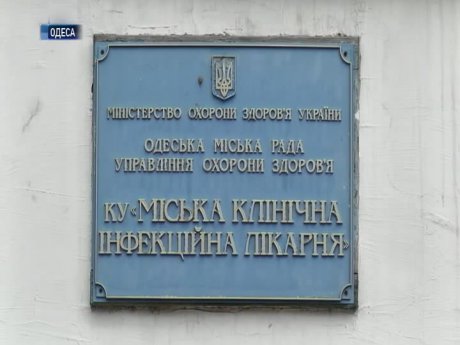 ОДЕСА
МІНІСТЕРСТВО ОХОРОНИ ЗДОРОВ'Я УКРАЇНИ
ОДЕСЬКА МІСЬКА РАДА
УПРАВЛІННЯ ОХОРОНИ ЗДОРОВ'Я
КУ «МІСЬКА КЛІНІЧНА
ІНФЕКЦІЙНА ЛІКАРНЯ»